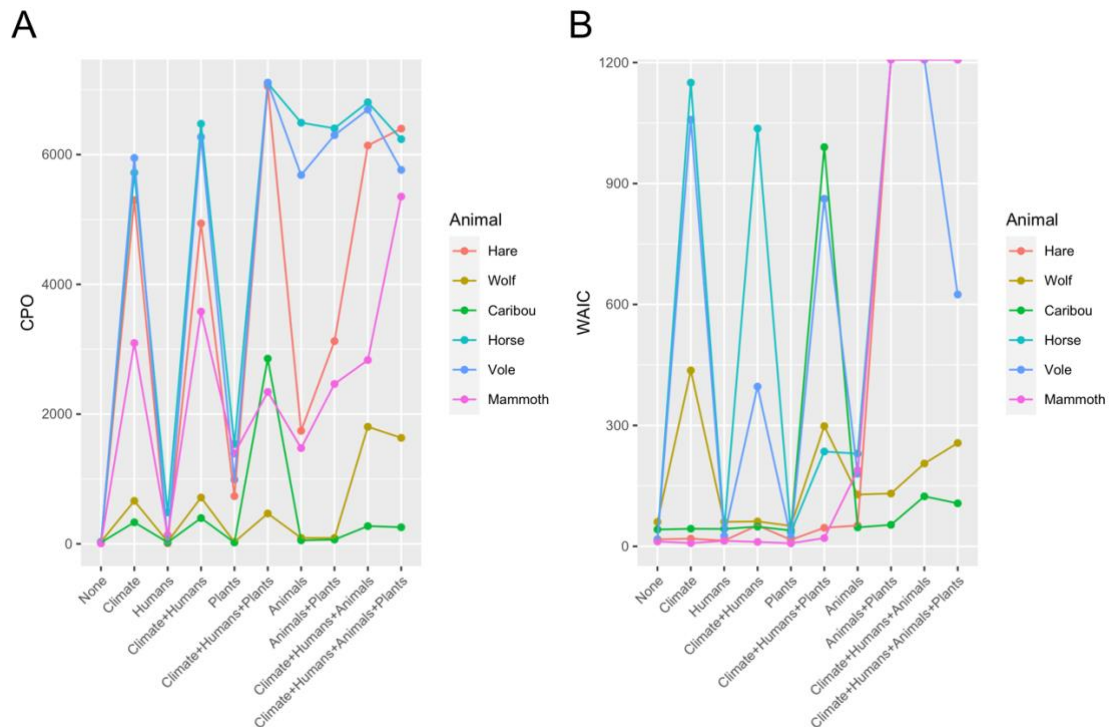 A
CPO
6000
4000
2000
0
None
Climate
Humans
Climate+Humans
Plants
Climate+Humans+Plants
Animals
Animals+Plants
Climate+Humans+Animals
Climate+Humans+Animals+Plants
Animal
Hare
Wolf
Caribou
Horse
Vole
Mammoth
B
WAIC
1200
900
600
300
0
None
Climate
Humans
Climate+Humans
Plants
Climate+Humans+Plants
Animals
Animals+Plants
Climate+Humans+Animals
Climate+Humans+Animals+Plants
Animal
Hare
Wolf
Caribou
Horse
Vole
Mammoth